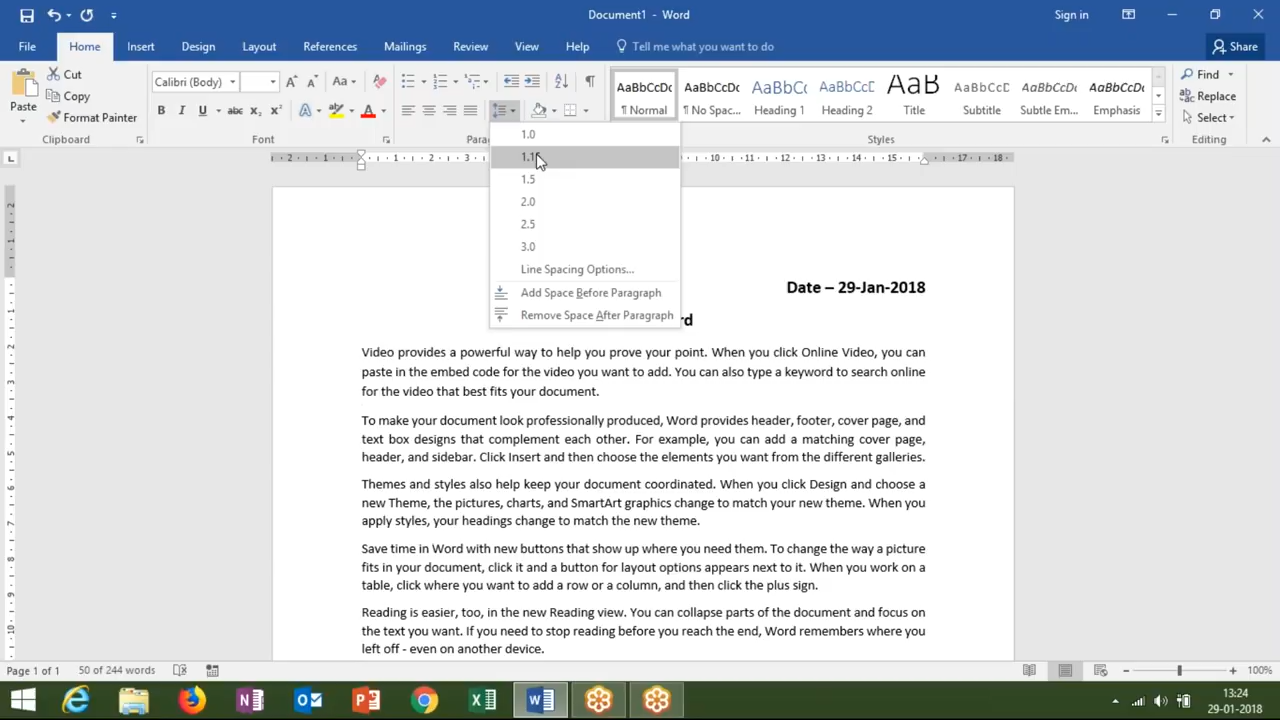 Document1 - Word
Sign in
File Home Insert Design Layout References Mailings Review View Help Tell me what you want to do Share
Paste
Cut
Copy
Format Painter
Clipboard
Calibri (Body)
Aa
B I U abc x₂ x² A A
Font
AaBbCcDc AaBbCcDc AaBbCc AaBbCcE AaB AaBbCcD AaBbCcDc AaBbCcDc
¶ Normal ¶ No Spac... Heading 1 Heading 2 Title Subtitle Subtle Em... Emphasis
Styles
Find
Replace
Select
Editing
1.0
1.5
2.0
2.5
3.0
Line Spacing Options...
Add Space Before Paragraph
Remove Space After Paragraph
2 1 1 2 3 10 11 12 13 14 15 17 18
Date – 29-Jan-2018
Video provides a powerful way to help you prove your point. When you click Online Video, you can
paste in the embed code for the video you want to add. You can also type a keyword to search online
for the video that best fits your document.
To make your document look professionally produced, Word provides header, footer, cover page, and
text box designs that complement each other. For example, you can add a matching cover page,
header, and sidebar. Click Insert and then choose the elements you want from the different galleries.
Themes and styles also help keep your document coordinated. When you click Design and choose a
new Theme, the pictures, charts, and SmartArt graphics change to match your new theme. When you
apply styles, your headings change to match the new theme.
Save time in Word with new buttons that show up where you need them. To change the way a picture
fits in your document, click it and a button for layout options appears next to it. When you work on a
table, click where you want to add a row or a column, and then click the plus sign.
Reading is easier, too, in the new Reading view. You can collapse parts of the document and focus on
the text you want. If you need to stop reading before you reach the end, Word remembers where you
left off - even on another device.
Page 1 of 1 50 of 244 words 100%
13:24
29-01-2018